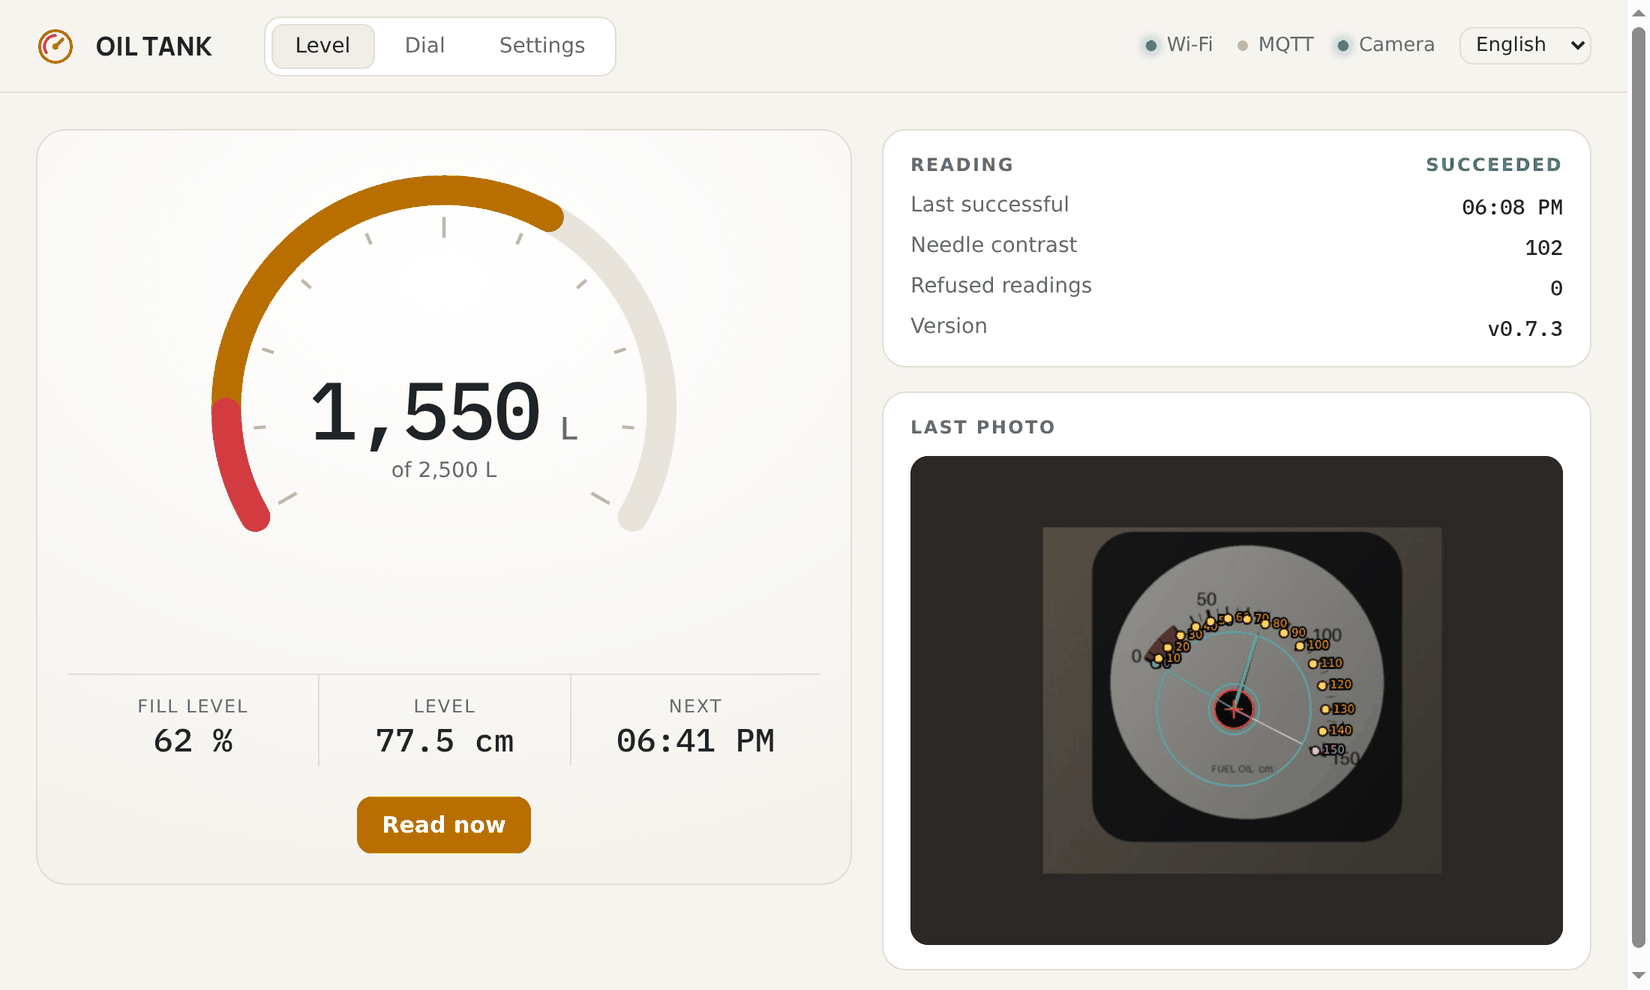 OIL TANK
Level
Dial
Settings
Wi-Fi
MQTT
Camera
English
1,550 L
of 2,500 L
FILL LEVEL
62 %
LEVEL
77.5 cm
NEXT
06:41 PM
Read now
READING
SUCCEEDED
Last successful
06:08 PM
Needle contrast
102
Refused readings
0
Version
v0.7.3
LAST PHOTO
0
50
100
150
10
20
30
70
80
90
100
110
120
130
140
150
FUEL OIL cm